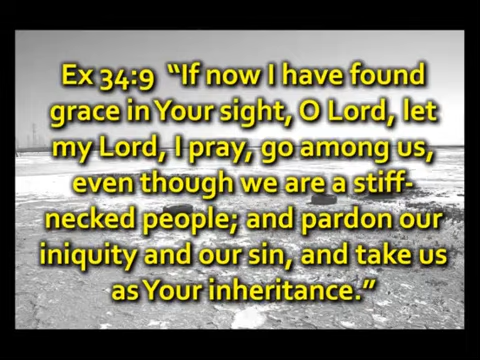 Ex 34:9 “If now I have found
grace in Your sight, O Lord, let
my Lord, I pray, go among us,
even though we are a stiff-
necked people; and pardon our
iniquity and our sin, and take us
as Your inheritance.”